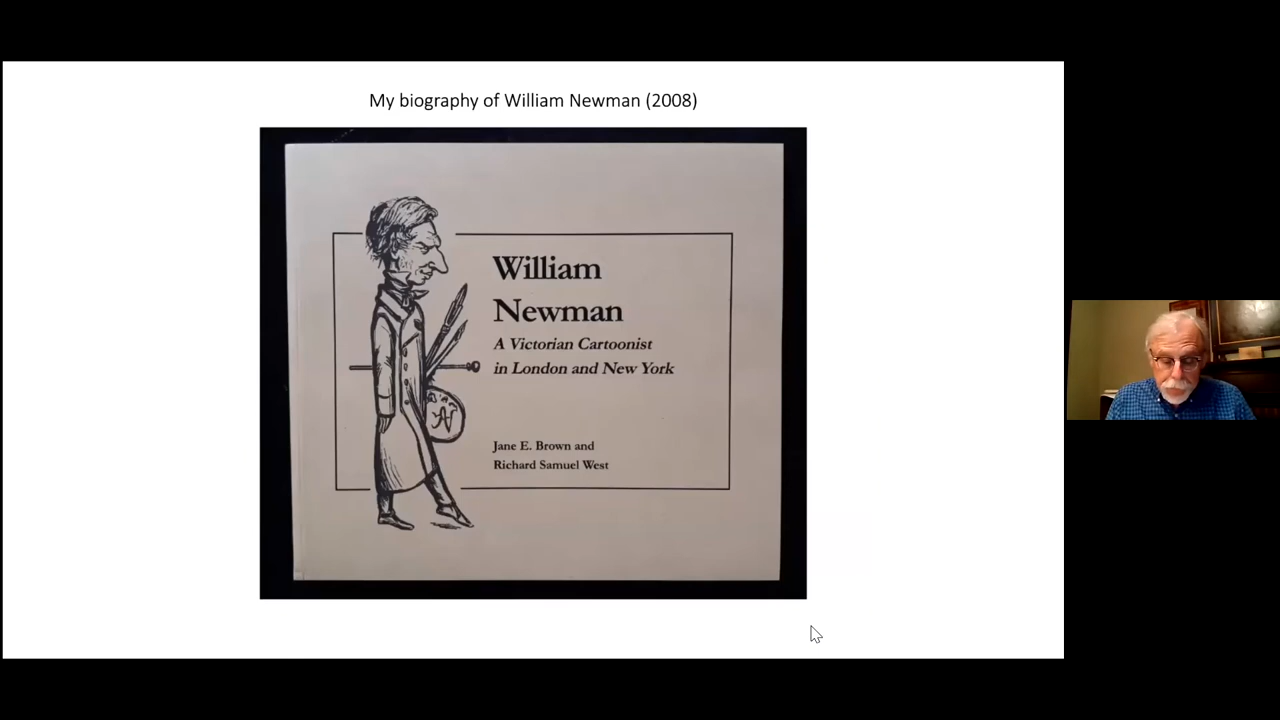 My biography of William Newman (2008)
William
Newman
A Victorian Cartoonist
in London and New York
Jane E. Brown and
Richard Samuel West
N